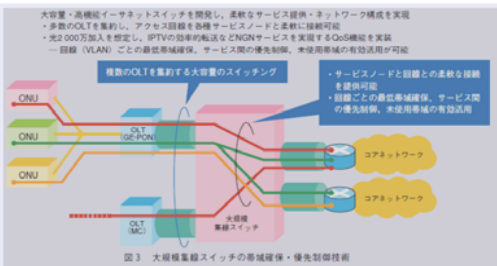 大容量・高機能イーサネットスイッチを開発し，柔軟なサービス提供・ネットワーク構成を実現
・多数のOLTを集約し，アクセス回線を各種サービスノードと柔軟に接続可能
・光2 000万加入を想定し，IPTVの効率的転送などNGNサービスを実現するQoS機能を実装
― 回線（VLAN）ごとの最低帯域確保，サービス間の優先制御，未使用帯域の有効活用が可能
複数のOLTを集約する大容量のスイッチング
・サービスノードと回線との柔軟な接続
を提供可能
・回線ごとの最低帯域確保，サービス間
の優先制御，未使用帯域の有効活用
ONU
ONU
ONU
OLT
(GE-PON)
OLT
(MC)
大規模
集線スイッチ
コアネットワーク
コアネットワーク
図3 大規模集線スイッチの帯域確保・優先制御技術